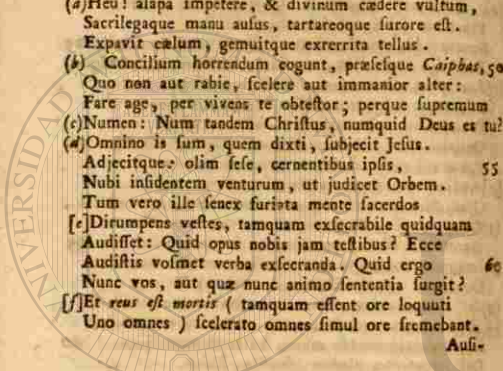 (a)Heu! alapa impetere, & divinum cædere vultum,
Sacrilegaque manu ausus, tartareoque furore est.
Expavit cælum, gemuitque exrerrita tellus.
(b) Concilium horrendum cogunt, præsesque Caiphas, 50
Quo non aut rabie, scelere aut immanior alter:
Fare age, per vivens te obtestor; perque supremum
(c)Numen: Num tandem Christus, numquid Deus es tu?
(d)Omnino is sum, quem dixti, subjecit Jesus.
Adjecitque: olim sese, cernentibus ipsis, 55
Nubi insidentem venturum, ut judicet Orbem.
Tum vero ille senex furiata mente sacerdos
[e]Dirumpens vestes, tamquam exsecrabile quidquam
Audisset: Quid opus nobis jam testibus? Ecce
Audistis vosmet verba exsecranda. Quid ergo 60
Nunc vos, aut quæ nunc animo sententia surgit?
[f]Et reus est mortis ( tamquam essent ore loquuti
Uno omnes ) scelerato omnes simul ore fremebant.
Ausi-